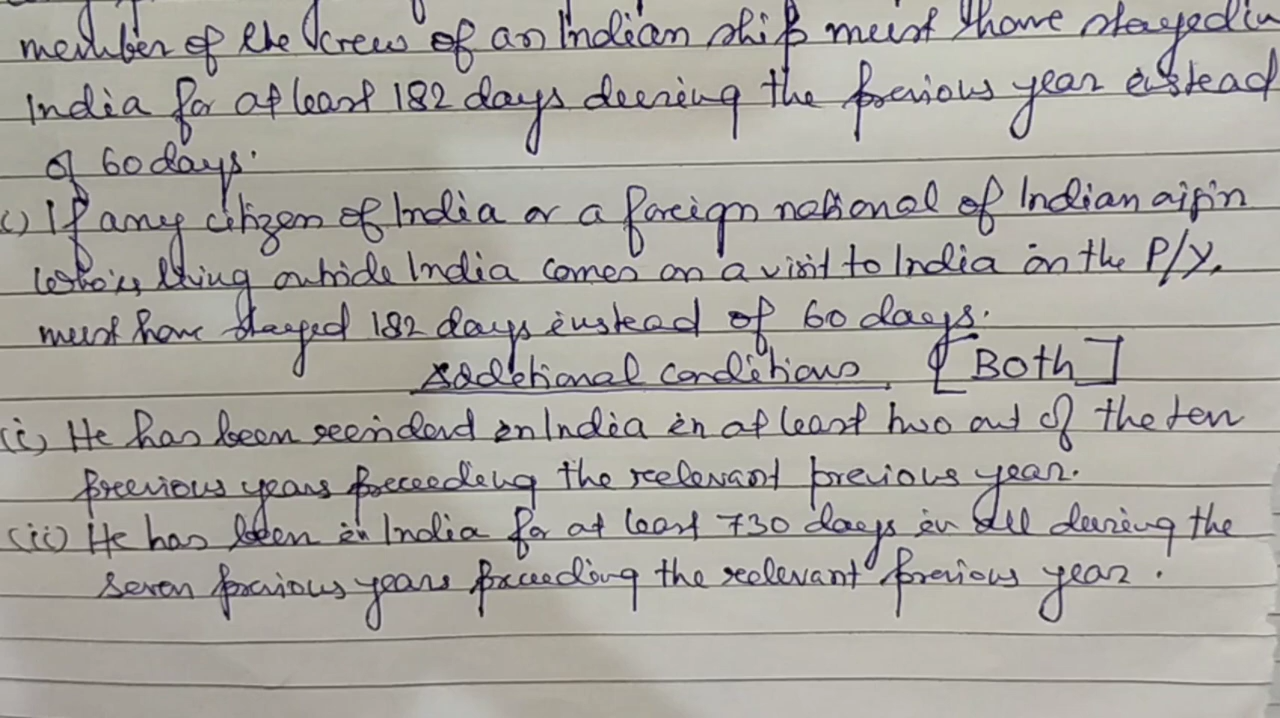 member of the crew of an Indian ship must have stayed in
India for at least 182 days during the previous year instead
of 60 days.
c) If any citizen of India or a foreign national of Indian aigin
who is living outside India comes on a visit to India in the P/Y,
must have stayed 182 days instead of 60 days.
Additional conditions [Both]
(i) He has been resindend in India in at least two out of the ten
previous years preceeding the relevant previous year.
(ii) He has been in India for at least 730 days in all during the
seven previous years preceeding the relevant previous year.